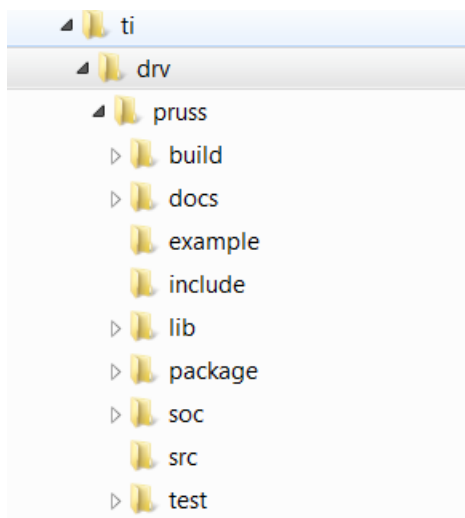 ti
drv
pruss
build
docs
example
include
lib
package
soc
src
test